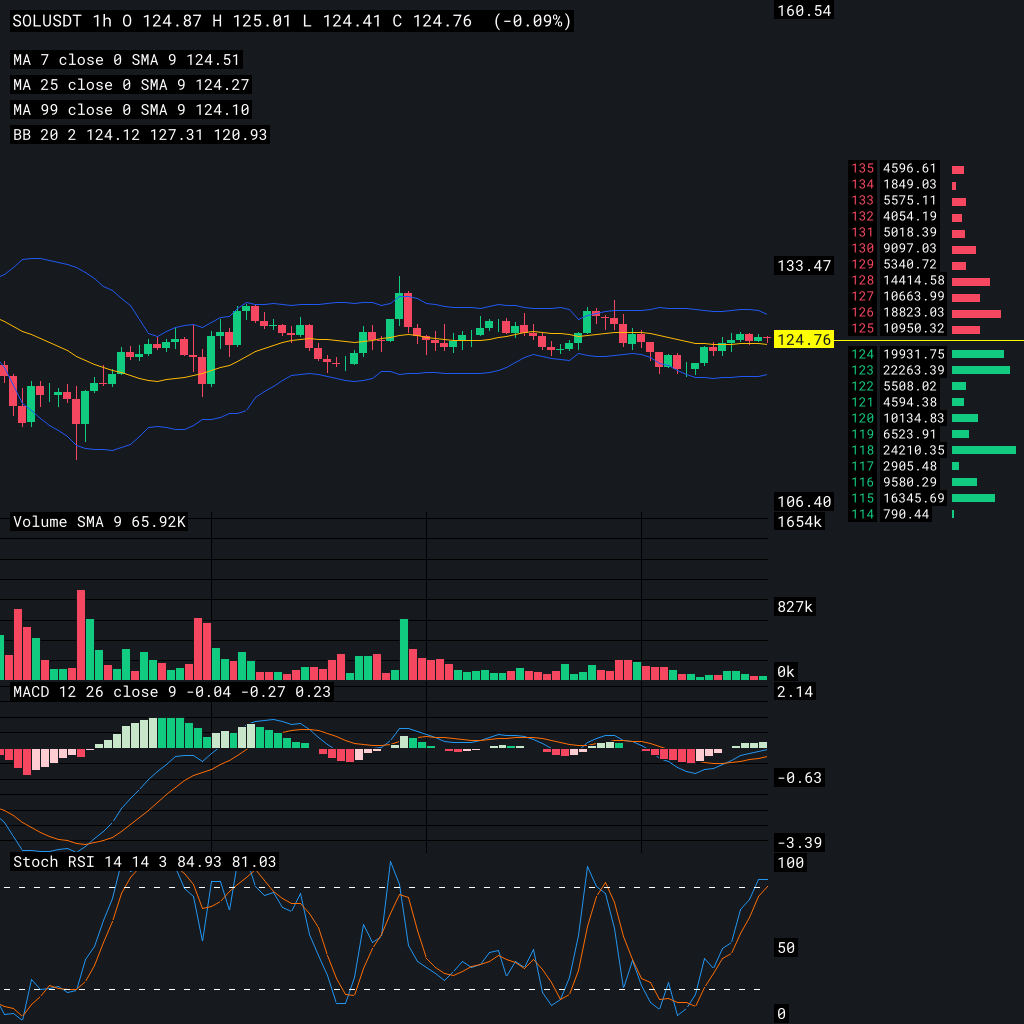 SOLUSDT 1h O 124.87 H 125.01 L 124.41 C 124.76 (-0.09%)
160.54
MA 7 close 0 SMA 9 124.51
MA 25 close 0 SMA 9 124.27
MA 99 close 0 SMA 9 124.10
BB 20 2 124.12 127.31 120.93
135 4596.61
134 1849.03
133 5575.11
132 4054.19
131 5018.39
130 9097.03
133.47
129 5340.72
128 14414.58
127 10663.99
126 18823.03
125 10950.32
124.76
124 19931.75
123 22263.39
122 5508.02
121 4594.38
120 10134.83
119 6523.91
118 24210.35
117 2905.48
116 9580.29
115 16345.69
106.40
114 790.44
Volume SMA 9 65.92K
1654k
827k
0k
MACD 12 26 close 9 -0.04 -0.27 0.23
2.14
-0.63
-3.39
Stoch RSI 14 14 3 84.93 81.03
100
50
0